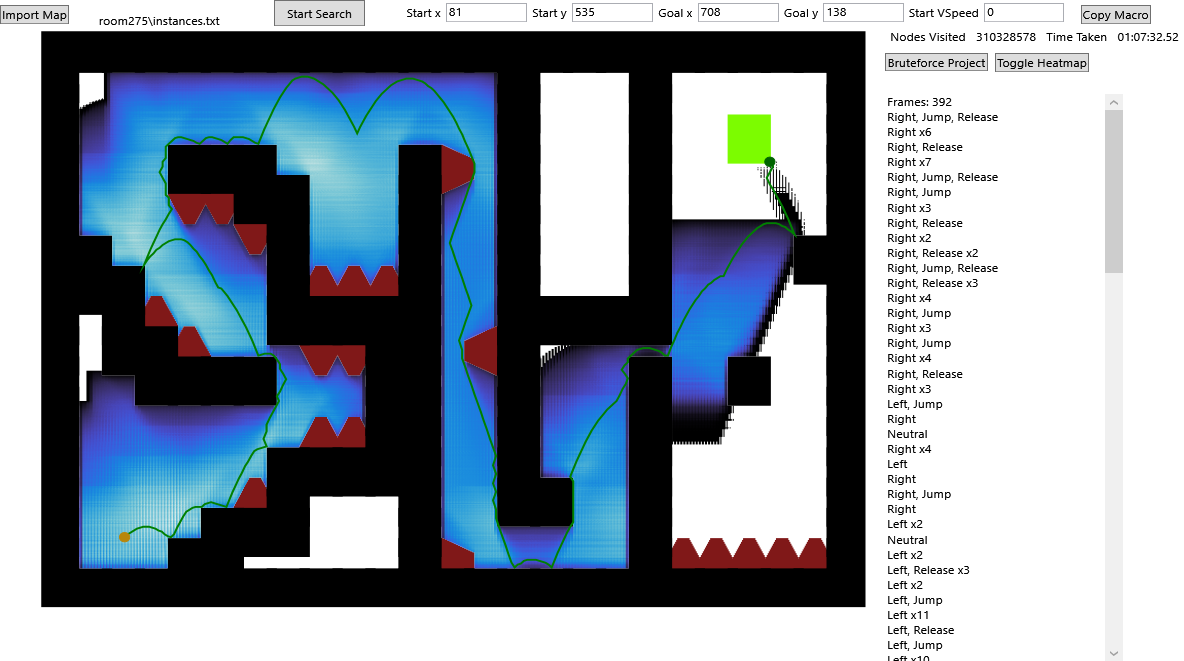 Import Map
room275\instances.txt
Start Search
Start x 81 Start y 535 Goal x 708 Goal y 138 Start VSpeed 0
Copy Macro
Nodes Visited 310328578 Time Taken 01:07:32.52
Bruteforce Project Toggle Heatmap
Frames: 392
Right, Jump, Release
Right x6
Right, Release
Right x7
Right, Jump, Release
Right, Jump
Right x3
Right, Release
Right x2
Right, Release x2
Right, Jump, Release
Right, Release x3
Right x4
Right, Jump
Right x3
Right, Jump
Right x4
Right, Release
Right x3
Left, Jump
Right
Neutral
Right x4
Left
Right
Right, Jump
Right
Left x2
Neutral
Left x2
Left, Release x3
Left x2
Left, Jump
Left x11
Left, Release
Left, Jump
Left x10